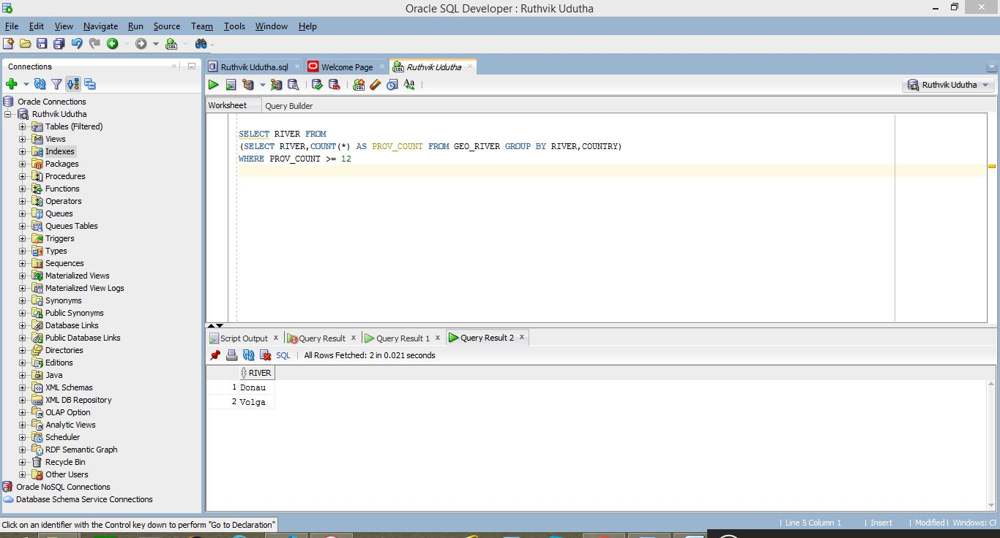 Oracle SQL Developer : Ruthvik Udutha
File Edit View Navigate Run Source Team Tools Window Help
Connections
Oracle Connections
Ruthvik Udutha
Tables (Filtered)
Views
Indexes
Packages
Procedures
Functions
Operators
Queues
Queues Tables
Triggers
Types
Sequences
Materialized Views
Materialized View Logs
Synonyms
Public Synonyms
Database Links
Public Database Links
Directories
Editions
Java
XML Schemas
XML DB Repository
OLAP Option
Analytic Views
Scheduler
RDF Semantic Graph
Recycle Bin
Other Users
Oracle NoSQL Connections
Database Schema Service Connections
Ruthvik Udutha.sql Welcome Page Ruthvik Udutha
Ruthvik Udutha
Worksheet Query Builder
SELECT RIVER FROM
(SELECT RIVER,COUNT(*) AS PROV_COUNT FROM GEO_RIVER GROUP BY RIVER,COUNTRY)
WHERE PROV_COUNT >= 12
Script Output x Query Result x Query Result 1 x Query Result 2 x
SQL | All Rows Fetched: 2 in 0.021 seconds
RIVER
1 Donau
2 Volga
Click on an identifier with the Control key down to perform "Go to Declaration"
| Line 5 Column 1 | Insert | Modified | Windows: CF